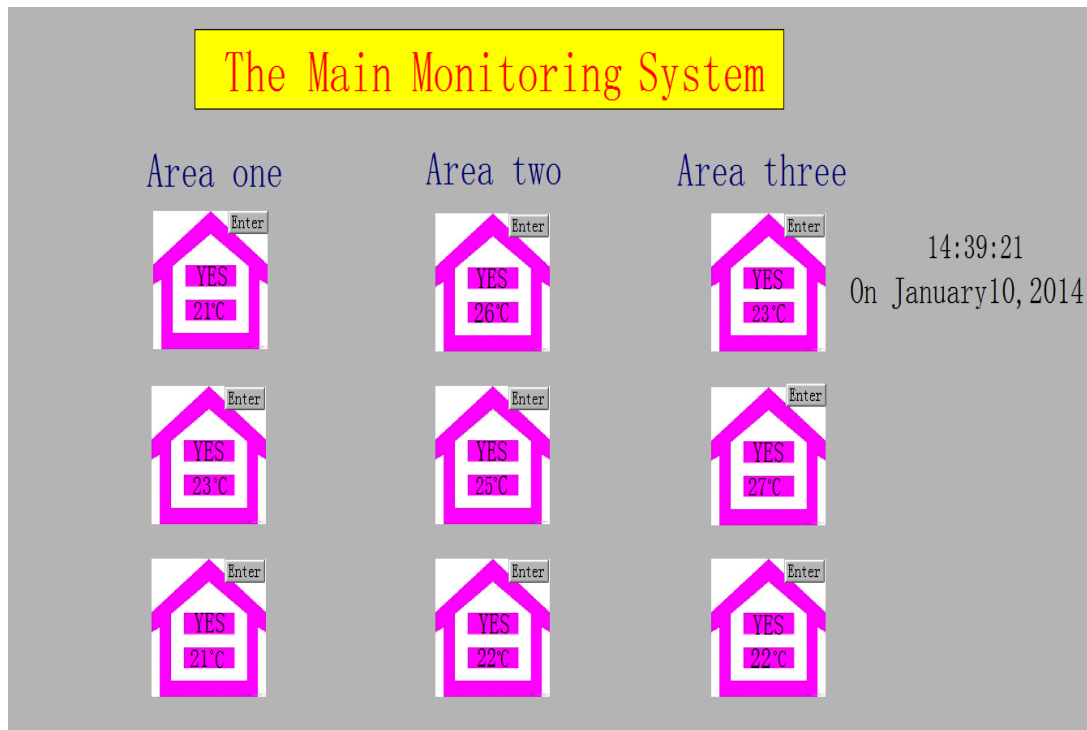 The Main Monitoring System
Area one Area two Area three
Enter Enter Enter
YES YES YES
21℃ 26℃ 23℃
14:39:21
On January10,2014
Enter Enter Enter
YES YES YES
23℃ 25℃ 27℃
Enter Enter Enter
YES YES YES
21℃ 22℃ 22℃